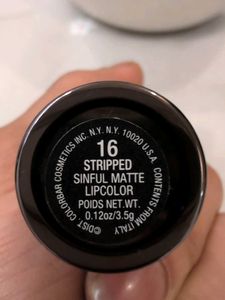 16
STRIPPED
SINFUL MATTE
LIPCOLOR
POIDS NET WT.
0.12oz/3.5g
©DIST COLORBAR COSMETICS INC. N.Y. N.Y. 10020 U.S.A. CONTENTS FROM ITALY